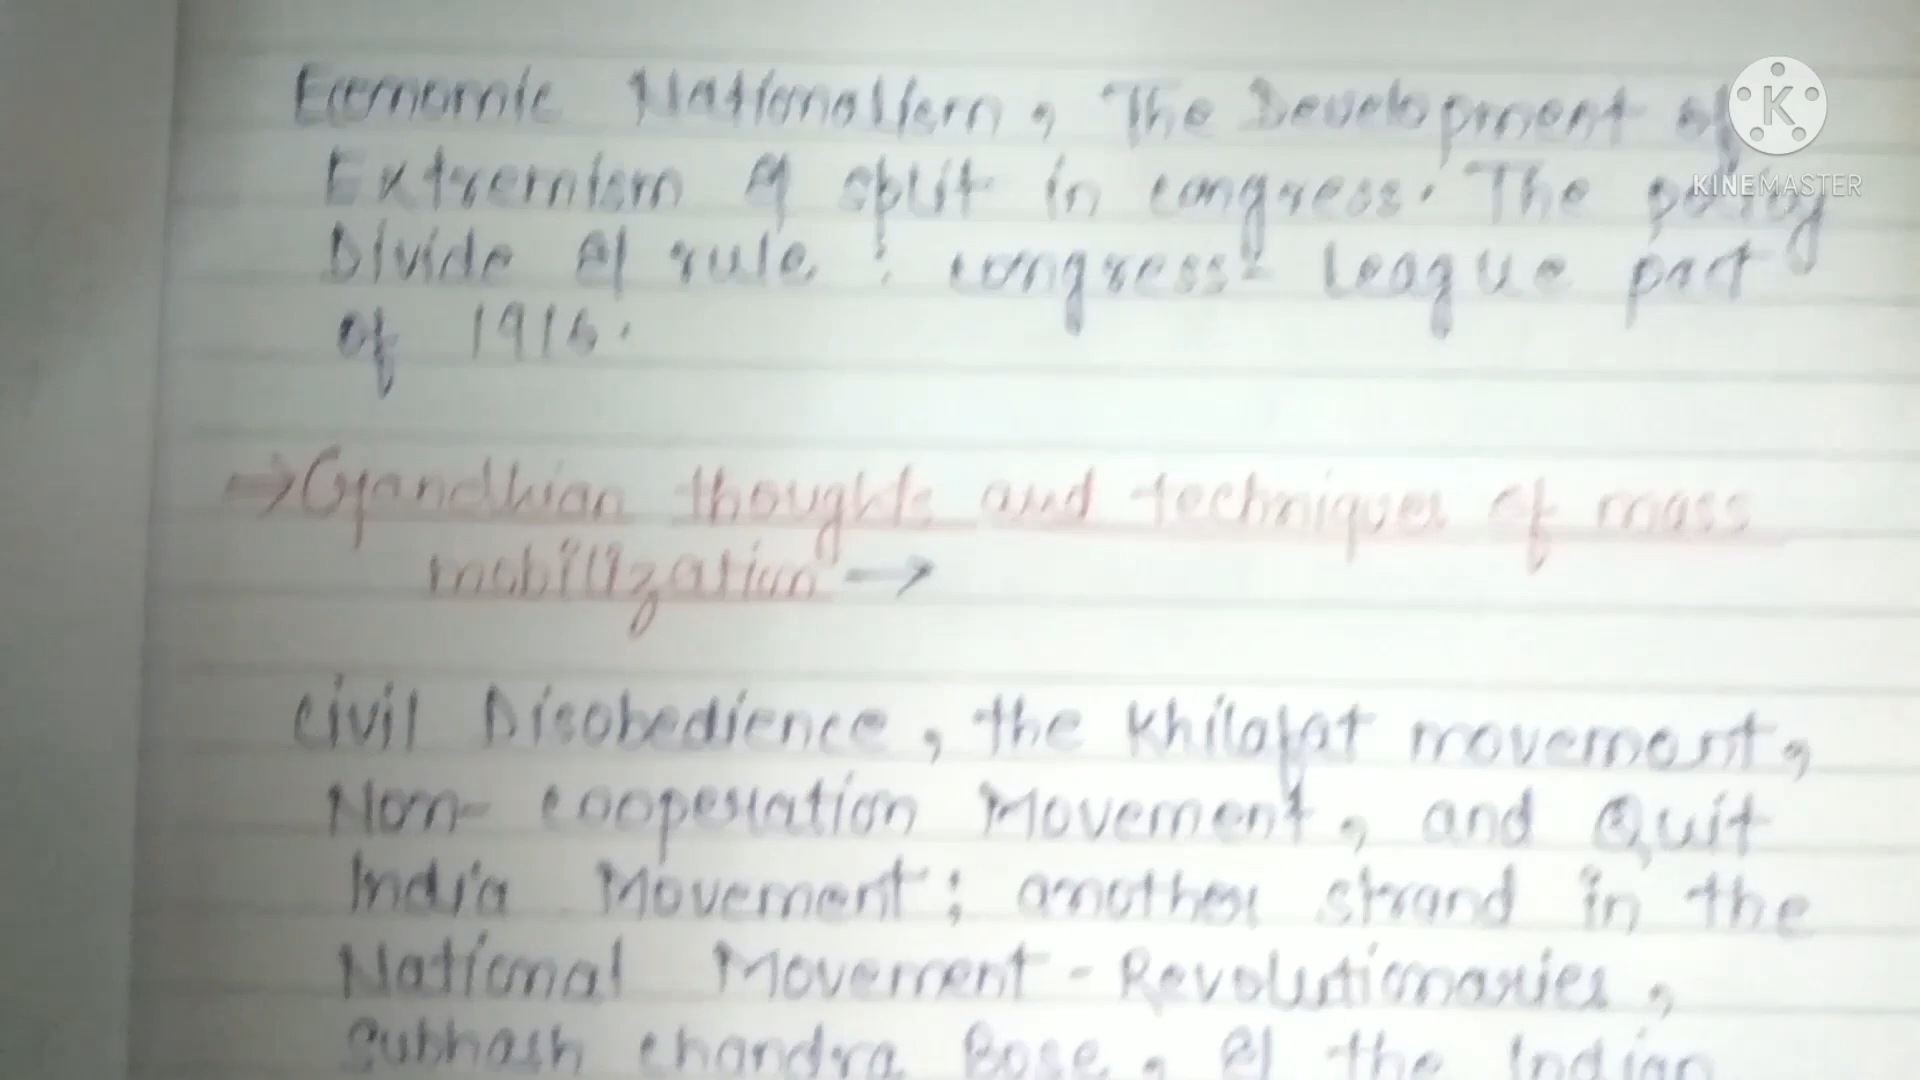 Economic Nationalism, The Development of
Extremism & split in congress. The policy
Divide & rule ; congress- League pact
of 1916.
→Gandhian thoughts and techniques of mass
mobilization →
Civil Disobedience, the Khilafat movement,
Non- cooperation Movement, and Quit
India Movement; another strand in the
National Movement - Revolutionaries,
Subhash Chandra Bose, & the Indian
K
KINEMASTER